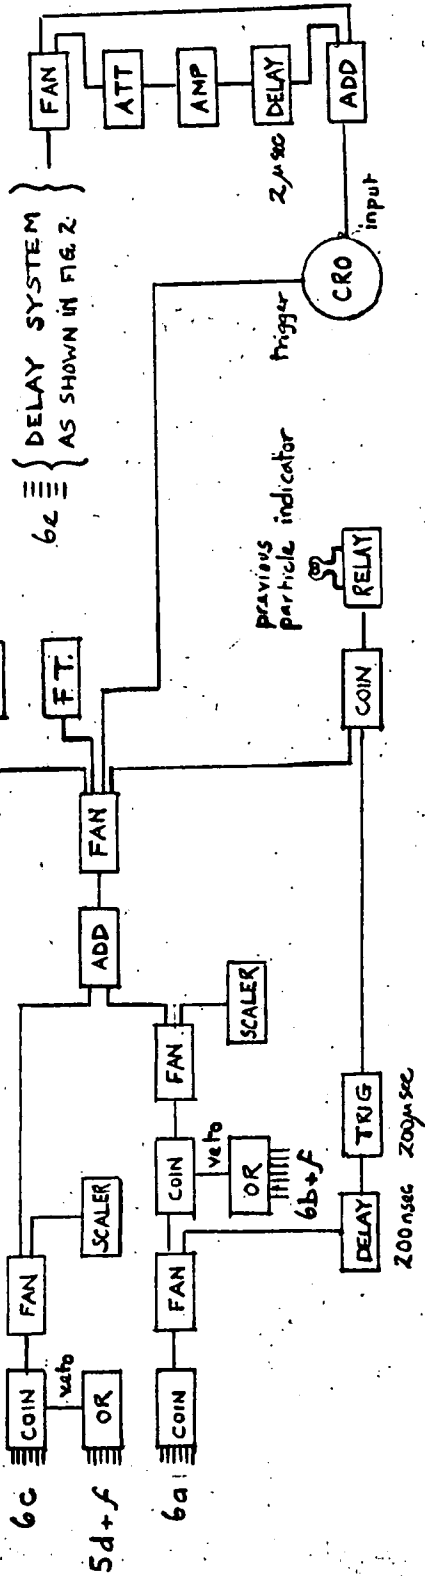 6c
COIN
FAN
veto
5d+f
OR
SCALER
6a
COIN
FAN
COIN
FAN
veto
OR
6b+f
SCALER
ADD
FAN
F.T.
DELAY
200nsec
TRIG
200μsec
COIN
RELAY
previous
particle indicator
trigger
CRO
input
6e
DELAY SYSTEM
AS SHOWN IN FIG. 2.
FAN
ATT
AMP
DELAY
2μsec
ADD